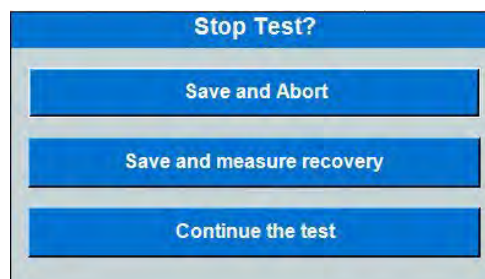 Stop Test?
Save and Abort
Save and measure recovery
Continue the test